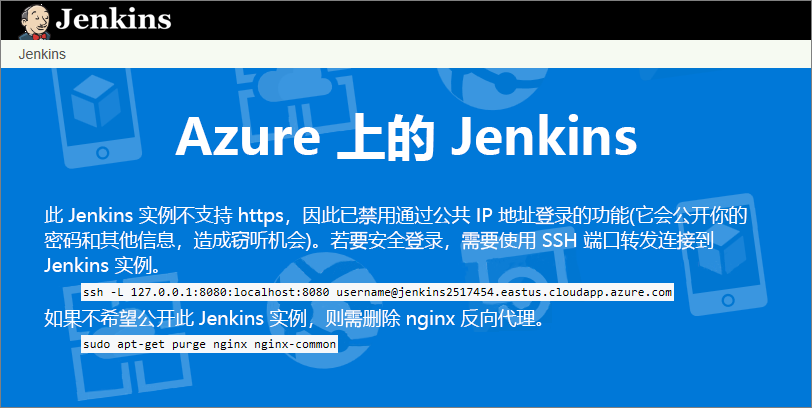 Jenkins
Jenkins
Azure 上的 Jenkins
此 Jenkins 实例不支持 https，因此已禁用通过公共 IP 地址登录的功能(它会公开你的
密码和其他信息，造成窃听机会)。若要安全登录，需要使用 SSH 端口转发连接到
Jenkins 实例。
ssh -L 127.0.0.1:8080:localhost:8080 username@jenkins2517454.eastus.cloudapp.azure.com
如果不希望公开此 Jenkins 实例，则需删除 nginx 反向代理。
sudo apt-get purge nginx nginx-common